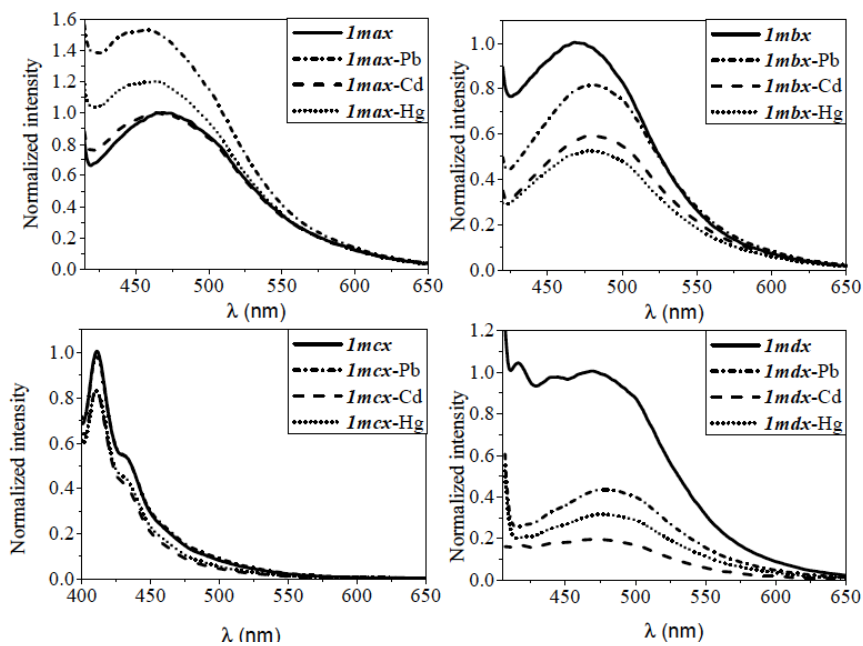 Normalized intensity
1.6
1.4
1.2
1.0
0.8
0.6
0.4
0.2
0.0
1max
1max-Pb
1max-Cd
1max-Hg
450 500 550 600 650
λ (nm)
Normalized intensity
1.0
0.8
0.6
0.4
0.2
0.0
1mbx
1mbx-Pb
1mbx-Cd
1mbx-Hg
450 500 550 600 650
λ (nm)
Normalized intensity
1.0
0.8
0.6
0.4
0.2
0.0
1mcx
1mcx-Pb
1mcx-Cd
1mcx-Hg
400 450 500 550 600 650
λ (nm)
Normalized intensity
1.2
1.0
0.8
0.6
0.4
0.2
0.0
1mdx
1mdx-Pb
1mdx-Cd
1mdx-Hg
450 500 550 600 650
λ (nm)